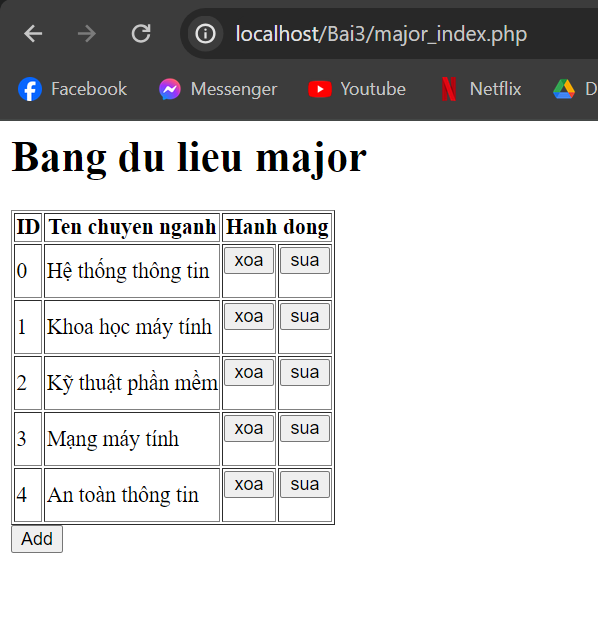 localhost/Bai3/major_index.php
Facebook Messenger Youtube Netflix D
Bang du lieu major
ID Ten chuyen nganh Hanh dong
0 Hệ thống thông tin xoa sua
1 Khoa học máy tính xoa sua
2 Kỹ thuật phần mềm xoa sua
3 Mạng máy tính xoa sua
4 An toàn thông tin xoa sua
Add